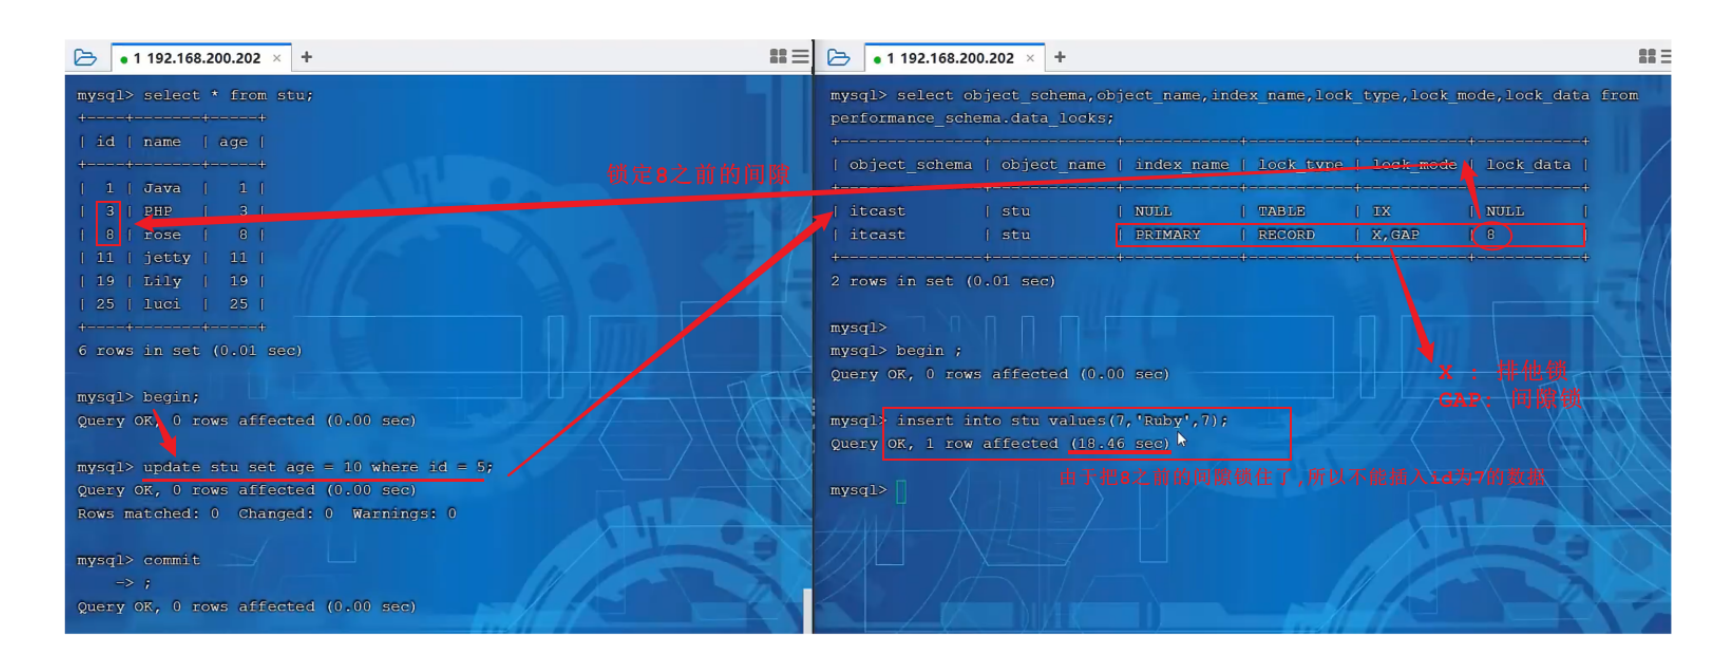 1 192.168.200.202 × +
mysql> select * from stu;
+----+-------+-----+
| id | name  | age |
+----+-------+-----+
|  1 | Java  |   1 |
|  3 | PHP   |   3 |
|  8 | rose  |   8 |
| 11 | jetty |  11 |
| 19 | Lily  |  19 |
| 25 | luci  |  25 |
+----+-------+-----+
6 rows in set (0.01 sec)
mysql> begin;
Query OK, 0 rows affected (0.00 sec)
mysql> update stu set age = 10 where id = 5;
Query OK, 0 rows affected (0.00 sec)
Rows matched: 0  Changed: 0  Warnings: 0
mysql> commit
    -> ;
Query OK, 0 rows affected (0.00 sec)
锁定8之前的间隙
1 192.168.200.202 × +
mysql> select object_schema,object_name,index_name,lock_type,lock_mode,lock_data from
performance_schema.data_locks;
+---------------+-------------+------------+-----------+-----------+-----------+
| object_schema | object_name | index_name | lock_type | lock_mode | lock_data |
+---------------+-------------+------------+-----------+-----------+-----------+
| itcast        | stu         | NULL       | TABLE     | IX        | NULL      |
| itcast        | stu         | PRIMARY    | RECORD    | X,GAP     | 8         |
+---------------+-------------+------------+-----------+-----------+-----------+
2 rows in set (0.01 sec)
mysql>
mysql> begin ;
Query OK, 0 rows affected (0.00 sec)
X : 排他锁
GAP: 间隙锁
mysql> insert into stu values(7,'Ruby',7);
Query OK, 1 row affected (18.46 sec)
由于把8之前的间隙锁住了,所以不能插入id为7的数据
mysql>